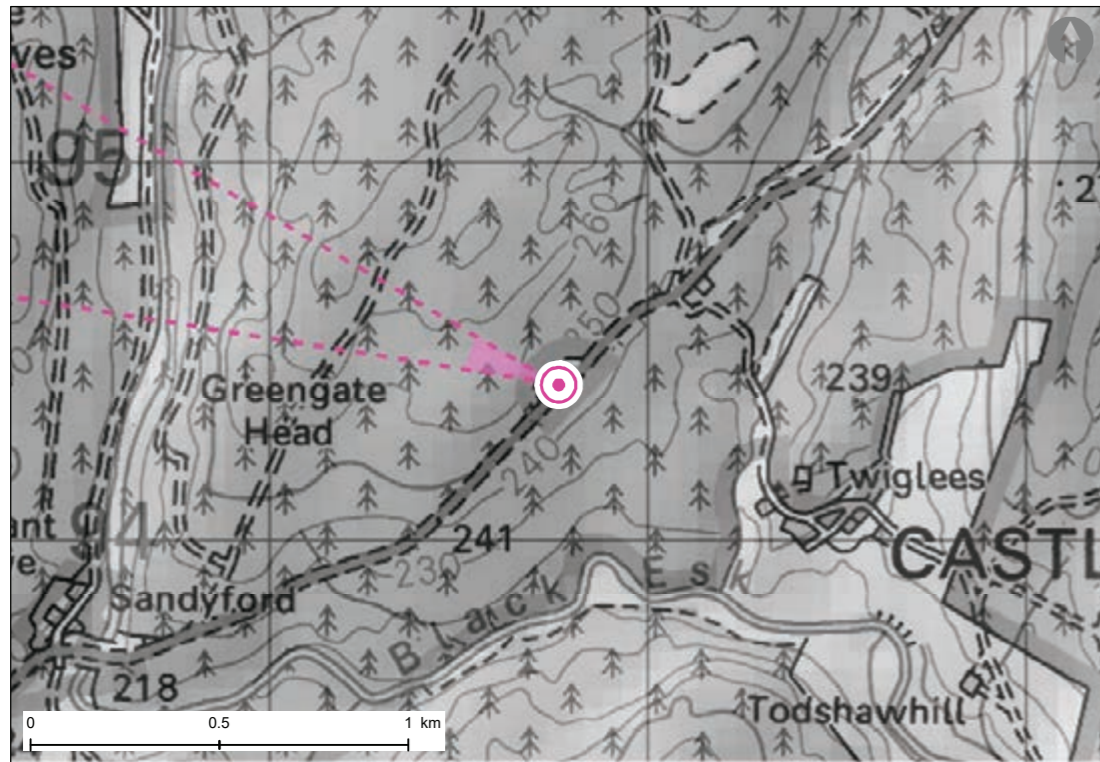 e
ves
270
95
260
250
Greengate
Head
239
240
Twiglees
ant 94
e
241
CASTL
230
Sandyford
Black Esk
218
Todshawhill
0 0.5 1 km